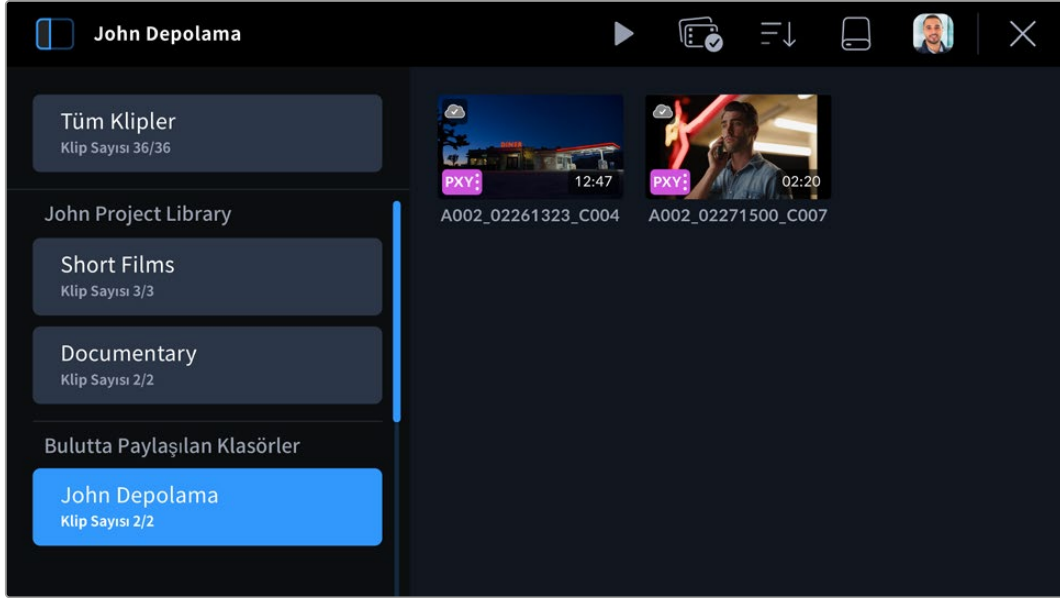 John Depolama
Tüm Klipler
Klip Sayısı 36/36
John Project Library
Short Films
Klip Sayısı 3/3
Documentary
Klip Sayısı 2/2
Bulutta Paylaşılan Klasörler
John Depolama
Klip Sayısı 2/2
DINER
PXY
12:47
PXY
02:20
A002_02261323_C004
A002_02271500_C007